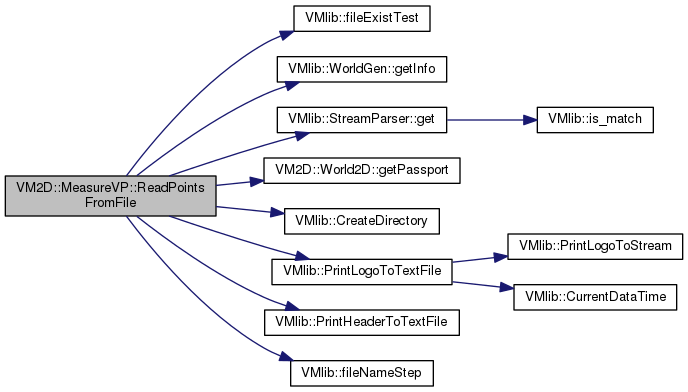 VMlib::fileExistTest
VMlib::WorldGen::getInfo
VMlib::StreamParser::get
VMlib::is_match
VM2D::World2D::getPassport
VM2D::MeasureVP::ReadPoints
FromFile
VMlib::CreateDirectory
VMlib::PrintLogoToStream
VMlib::PrintLogoToTextFile
VMlib::CurrentDataTime
VMlib::PrintHeaderToTextFile
VMlib::fileNameStep